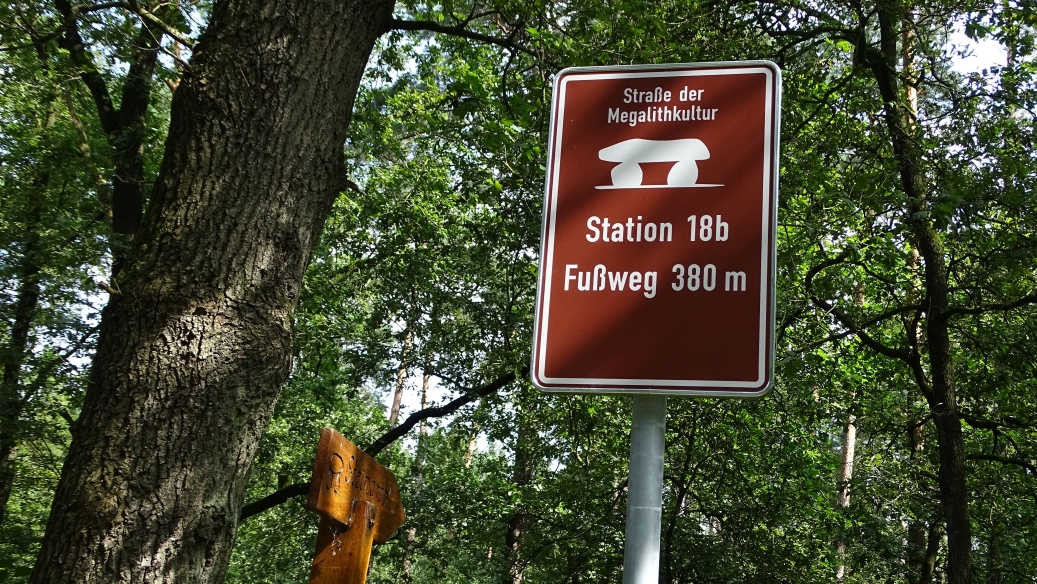 Straße der
Megalithkultur
Station 18b
Fußweg 380 m